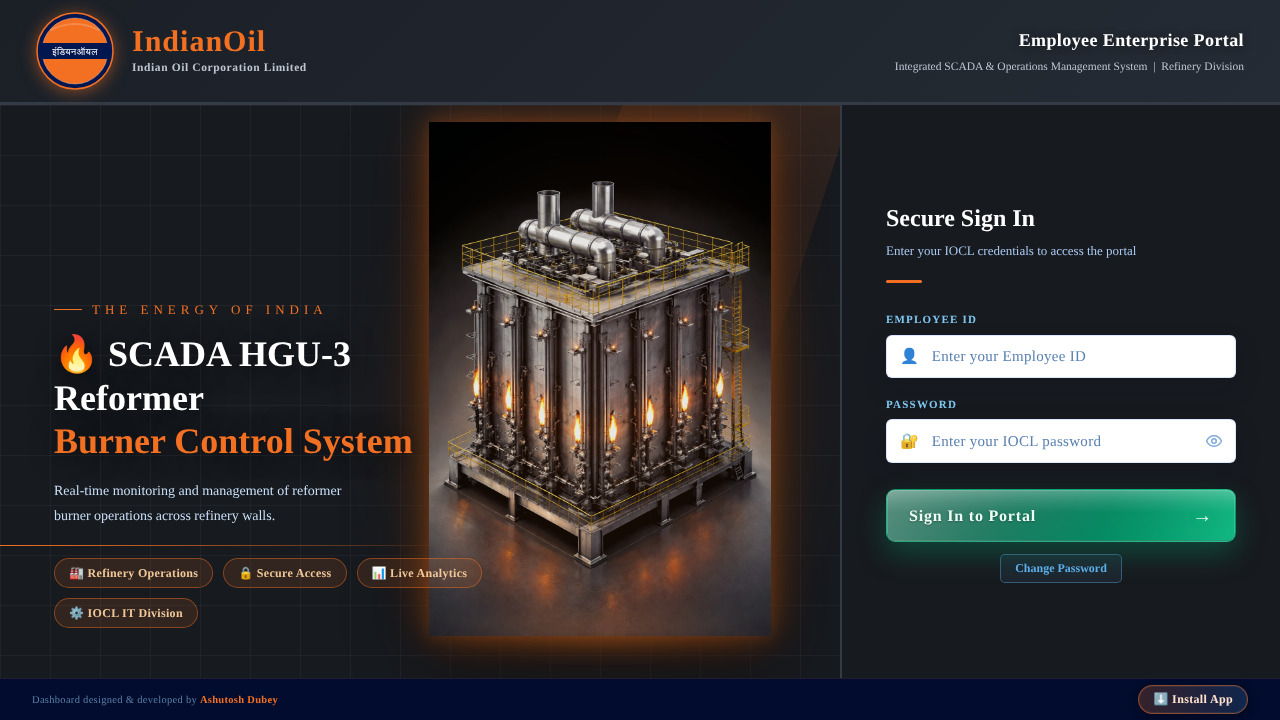 इंडियनऑयल
IndianOil
Indian Oil Corporation Limited
Employee Enterprise Portal
Integrated SCADA & Operations Management System | Refinery Division
THE ENERGY OF INDIA
🔥 SCADA HGU-3
Reformer
Burner Control System
Real-time monitoring and management of reformer
burner operations across refinery walls.
🏭 Refinery Operations
🔒 Secure Access
📊 Live Analytics
⚙️ IOCL IT Division
Secure Sign In
Enter your IOCL credentials to access the portal
EMPLOYEE ID
👤 Enter your Employee ID
PASSWORD
🔐 Enter your IOCL password
Sign In to Portal →
Change Password
Dashboard designed & developed by Ashutosh Dubey
⬇️ Install App